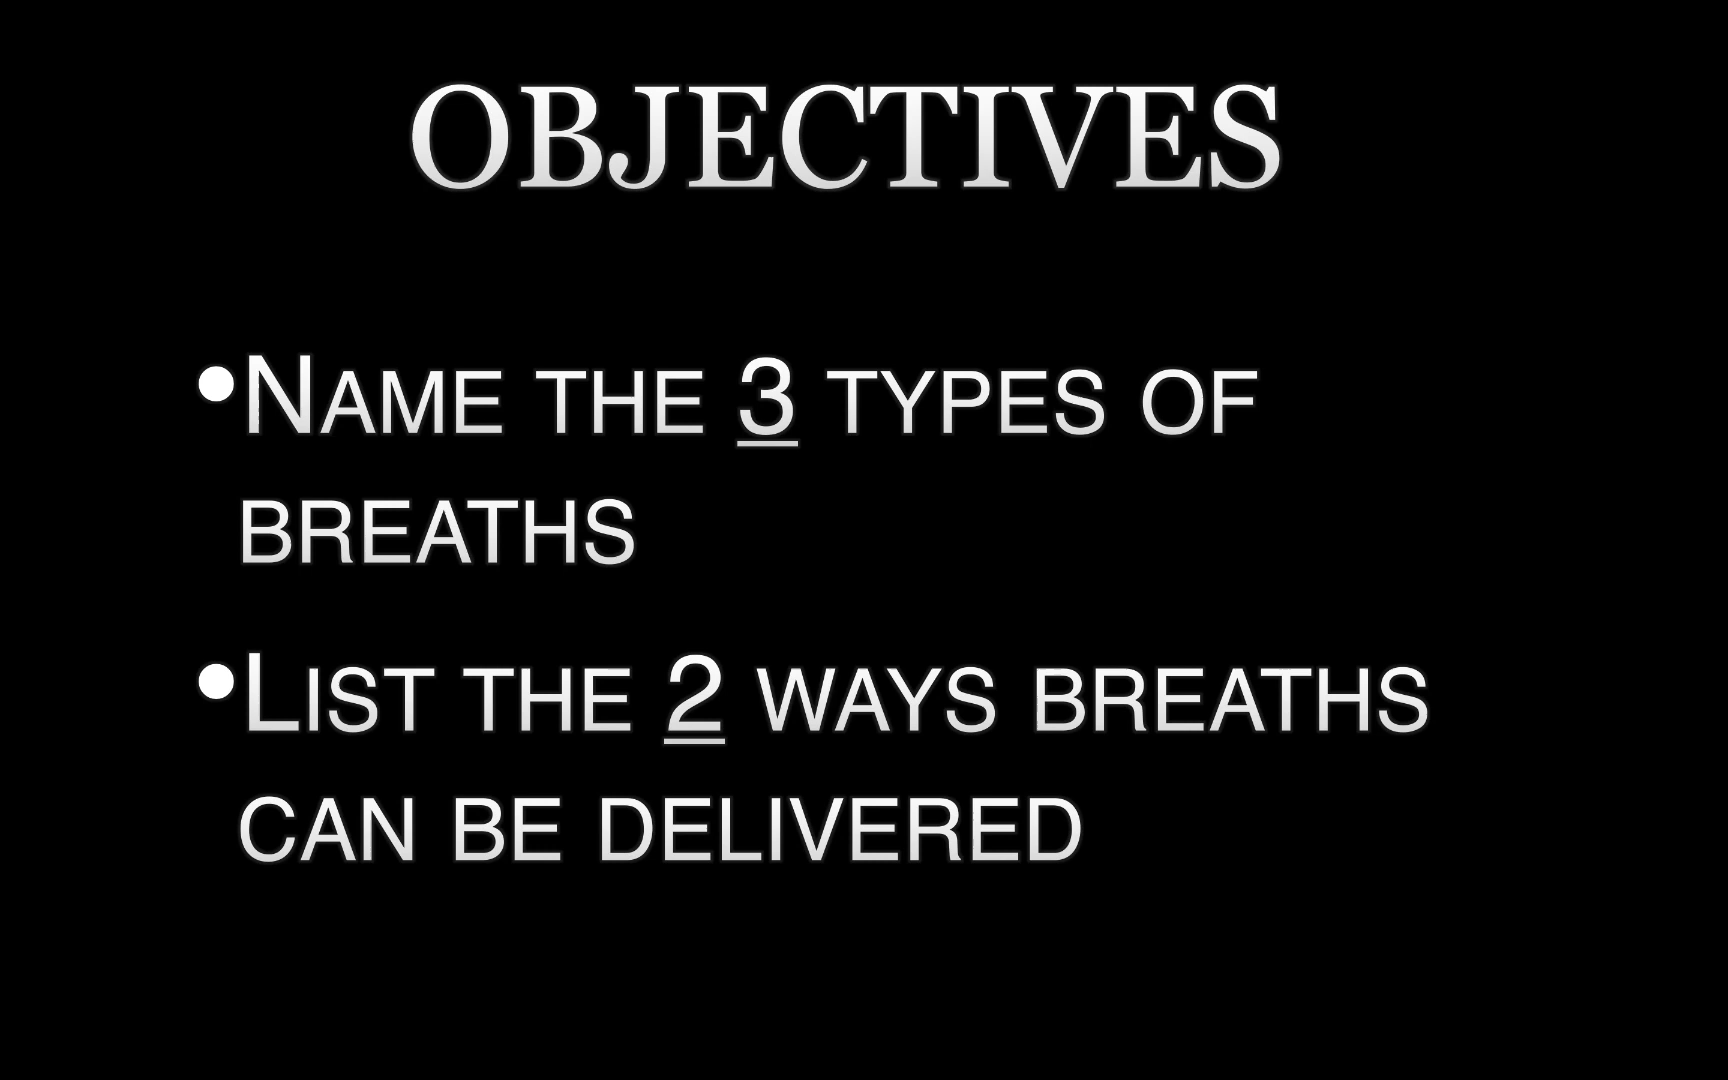 OBJECTIVES
•NAME THE 3 TYPES OF
BREATHS
•LIST THE 2 WAYS BREATHS
CAN BE DELIVERED